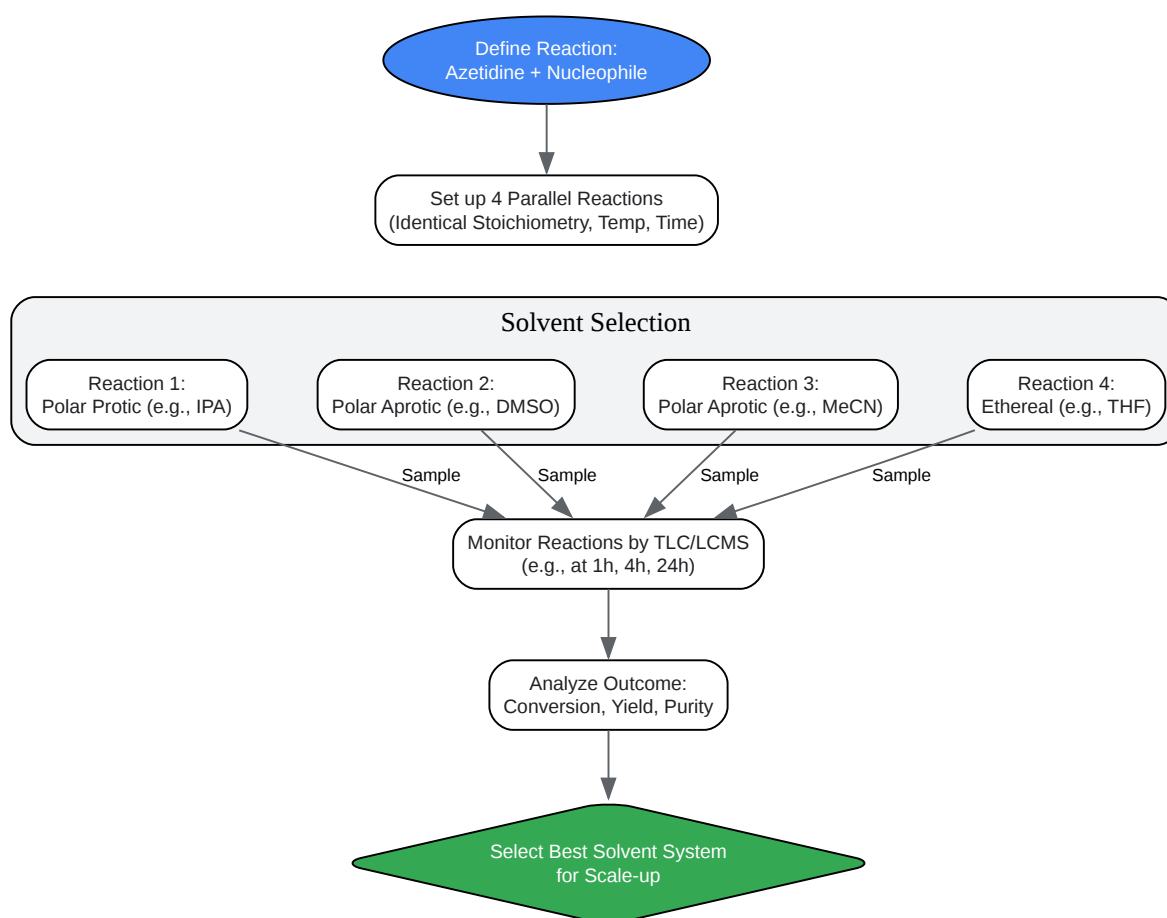 Define Reaction:
Azetidine + Nucleophile
Set up 4 Parallel Reactions
(Identical Stoichiometry, Temp, Time)
Solvent Selection
Reaction 1:
Polar Protic (e.g., IPA)
Reaction 2:
Polar Aprotic (e.g., DMSO)
Reaction 3:
Polar Aprotic (e.g., MeCN)
Reaction 4:
Ethereal (e.g., THF)
Sample
Sample
Sample
Sample
Monitor Reactions by TLC/LCMS
(e.g., at 1h, 4h, 24h)
Analyze Outcome:
Conversion, Yield, Purity
Select Best Solvent System
for Scale-up